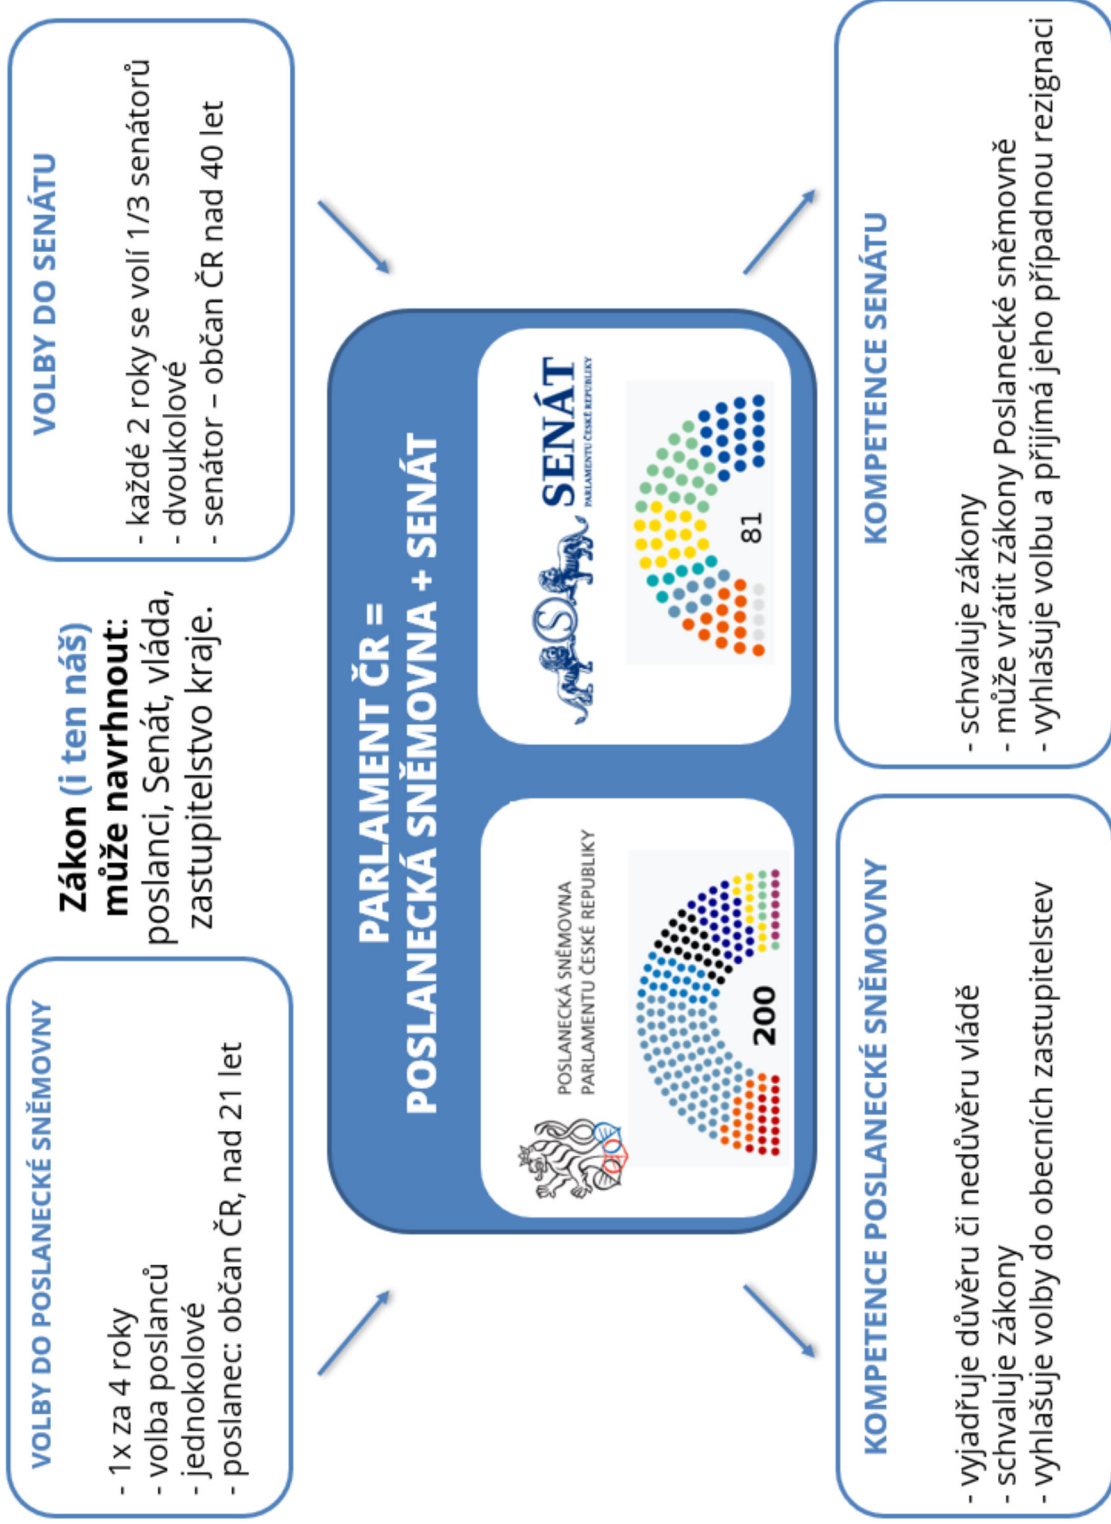 VOLBY DO POSLANECKÉ SNĚMOVNY
- 1x za 4 roky
- volba poslanců
- jednokolové
- poslanec: občan ČR, nad 21 let
Zákon (i ten náš)
může navrhnout:
poslanci, Senát, vláda,
zastupitelstvo kraje.
VOLBY DO SENÁTU
- každé 2 roky se volí 1/3 senátorů
- dvoukolové
- senátor – občan ČR nad 40 let
PARLAMENT ČR =
POSLANECKÁ SNĚMOVNA + SENÁT
POSLANECKÁ SNĚMOVNA
PARLAMENTU ČESKÉ REPUBLIKY
200
S
SENÁT
PARLAMENTU ČESKÉ REPUBLIKY
81
KOMPETENCE POSLANECKÉ SNĚMOVNY
- vyjadřuje důvěru či nedůvěru vládě
- schvaluje zákony
- vyhlašuje volby do obecních zastupitelstev
KOMPETENCE SENÁTU
- schvaluje zákony
- může vrátit zákony Poslanecké sněmovně
- vyhlašuje volbu a přijímá jeho případnou rezignaci